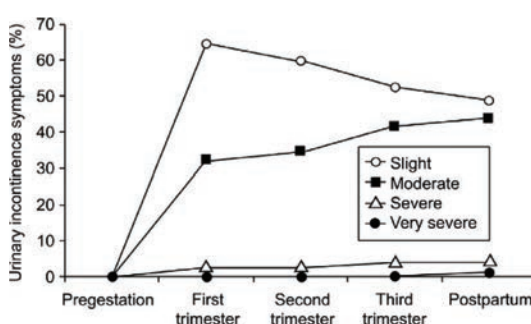 Urinary incontinence symptoms (%)
70
60
50
40
30
20
10
0
Slight
Moderate
Severe
Very severe
Pregestation
First
trimester
Second
trimester
Third
trimester
Postpartum